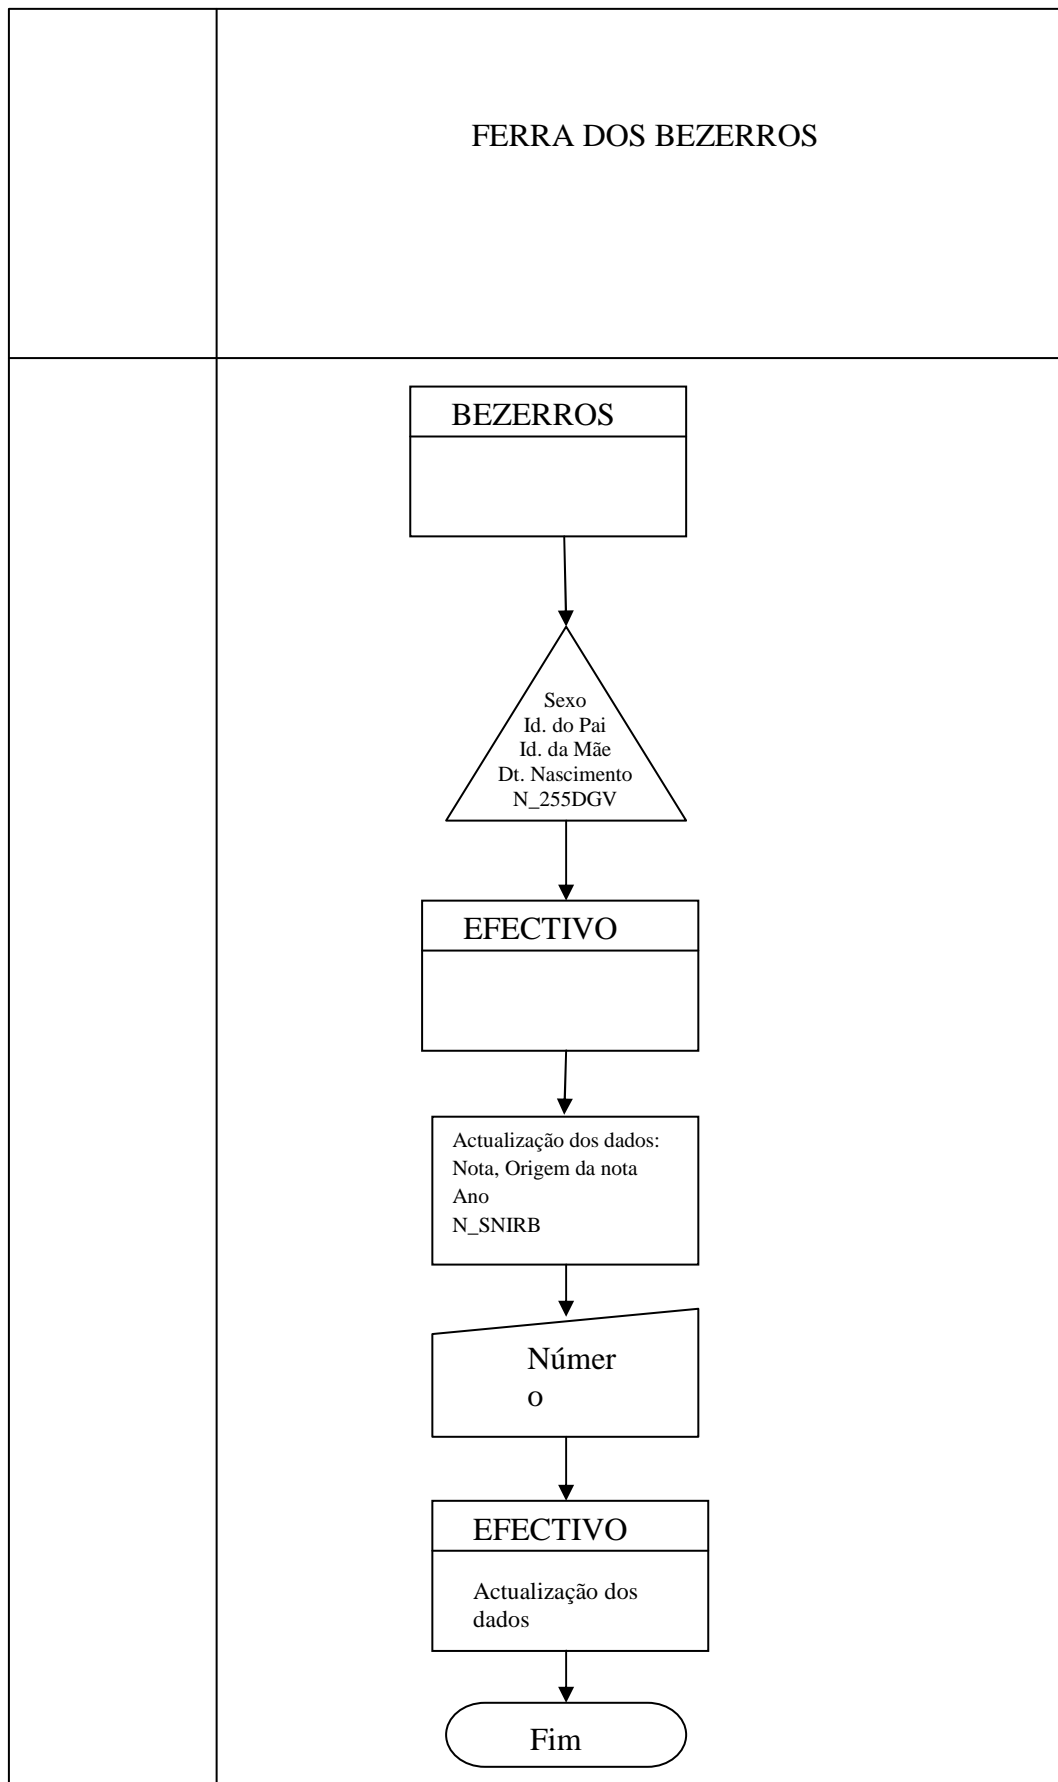 FERRA DOS BEZERROS
BEZERROS
Sexo
Id. do Pai
Id. da Mãe
Dt. Nascimento
N_255DGV
EFECTIVO
Actualização dos dados:
Nota, Origem da nota
Ano
N_SNIRB
Númer
o
EFECTIVO
Actualização dos
dados
Fim